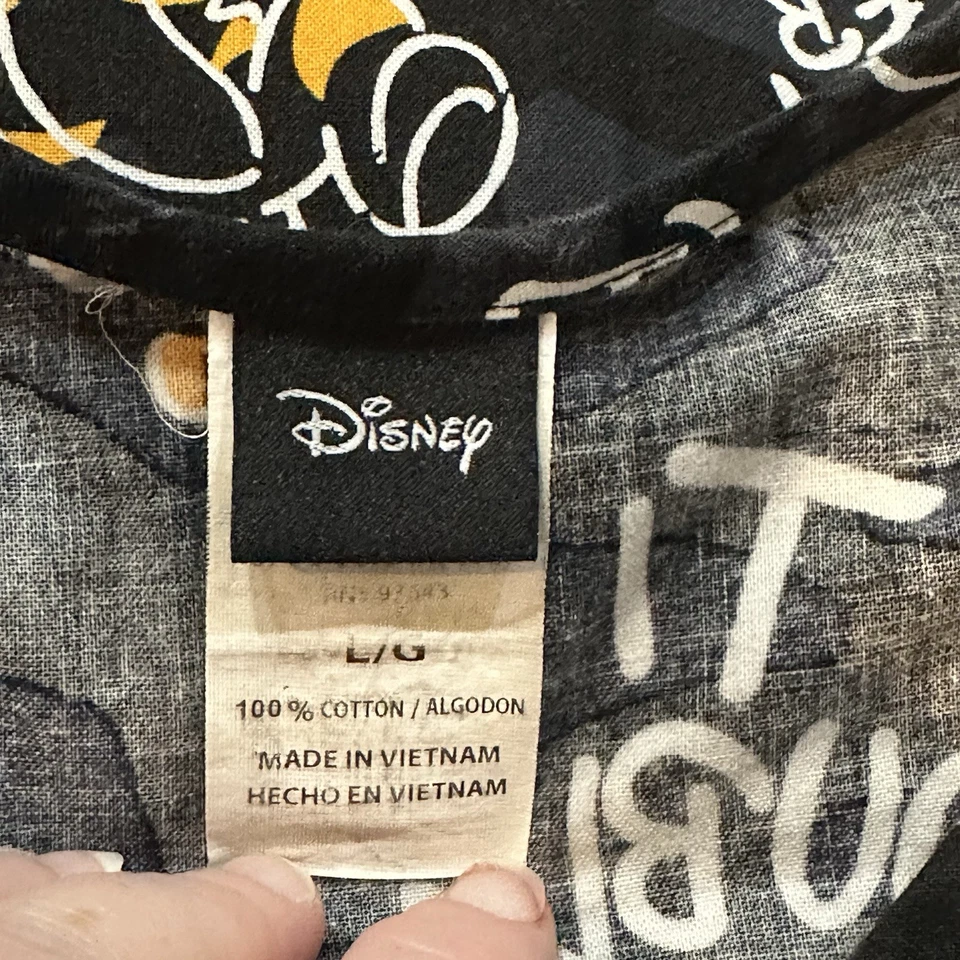 DISNEY
L/G
100% COTTON / ALGODON
MADE IN VIETNAM
HECHO EN VIETNAM
IT